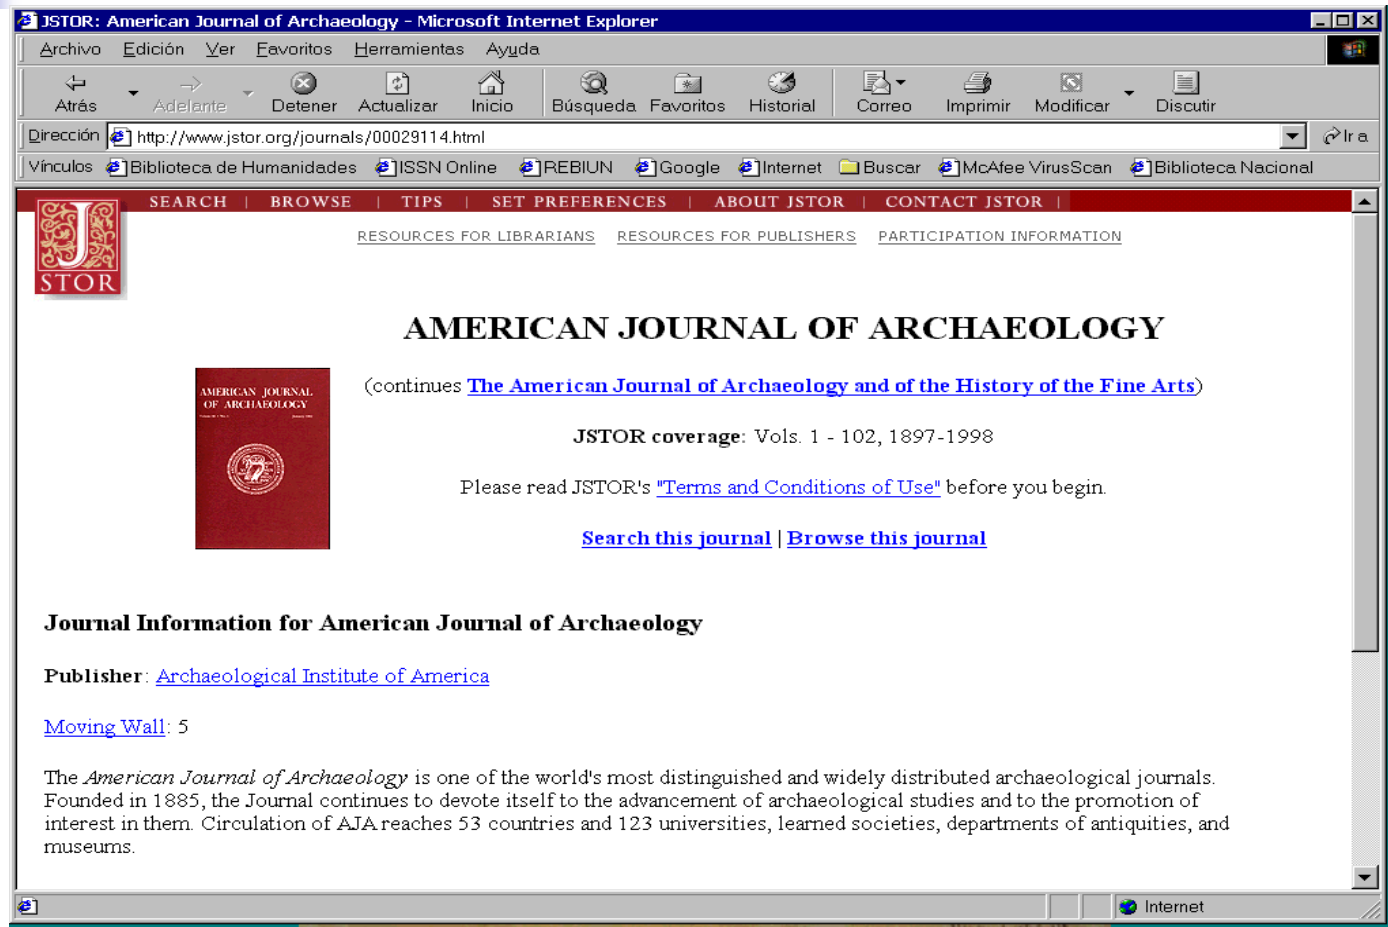 JSTOR: American Journal of Archaeology - Microsoft Internet Explorer
Archivo Edición Ver Favoritos Herramientas Ayuda
Atrás Adelante Detener Actualizar Inicio Búsqueda Favoritos Historial Correo Imprimir Modificar Discutir
Dirección http://www.jstor.org/journals/00029114.html Ir a
Vínculos Biblioteca de Humanidades ISSN Online REBIUN Google Internet Buscar McAfee VirusScan Biblioteca Nacional
SEARCH | BROWSE | TIPS | SET PREFERENCES | ABOUT JSTOR | CONTACT JSTOR |
RESOURCES FOR LIBRARIANS RESOURCES FOR PUBLISHERS PARTICIPATION INFORMATION
J
STOR
AMERICAN JOURNAL OF ARCHAEOLOGY
AMERICAN JOURNAL
OF ARCHAEOLOGY
(continues The American Journal of Archaeology and of the History of the Fine Arts)
JSTOR coverage: Vols. 1 - 102, 1897-1998
Please read JSTOR's "Terms and Conditions of Use" before you begin.
Search this journal | Browse this journal
Journal Information for American Journal of Archaeology
Publisher: Archaeological Institute of America
Moving Wall: 5
The American Journal of Archaeology is one of the world's most distinguished and widely distributed archaeological journals.
Founded in 1885, the Journal continues to devote itself to the advancement of archaeological studies and to the promotion of
interest in them. Circulation of AJA reaches 53 countries and 123 universities, learned societies, departments of antiquities, and
museums.
Internet